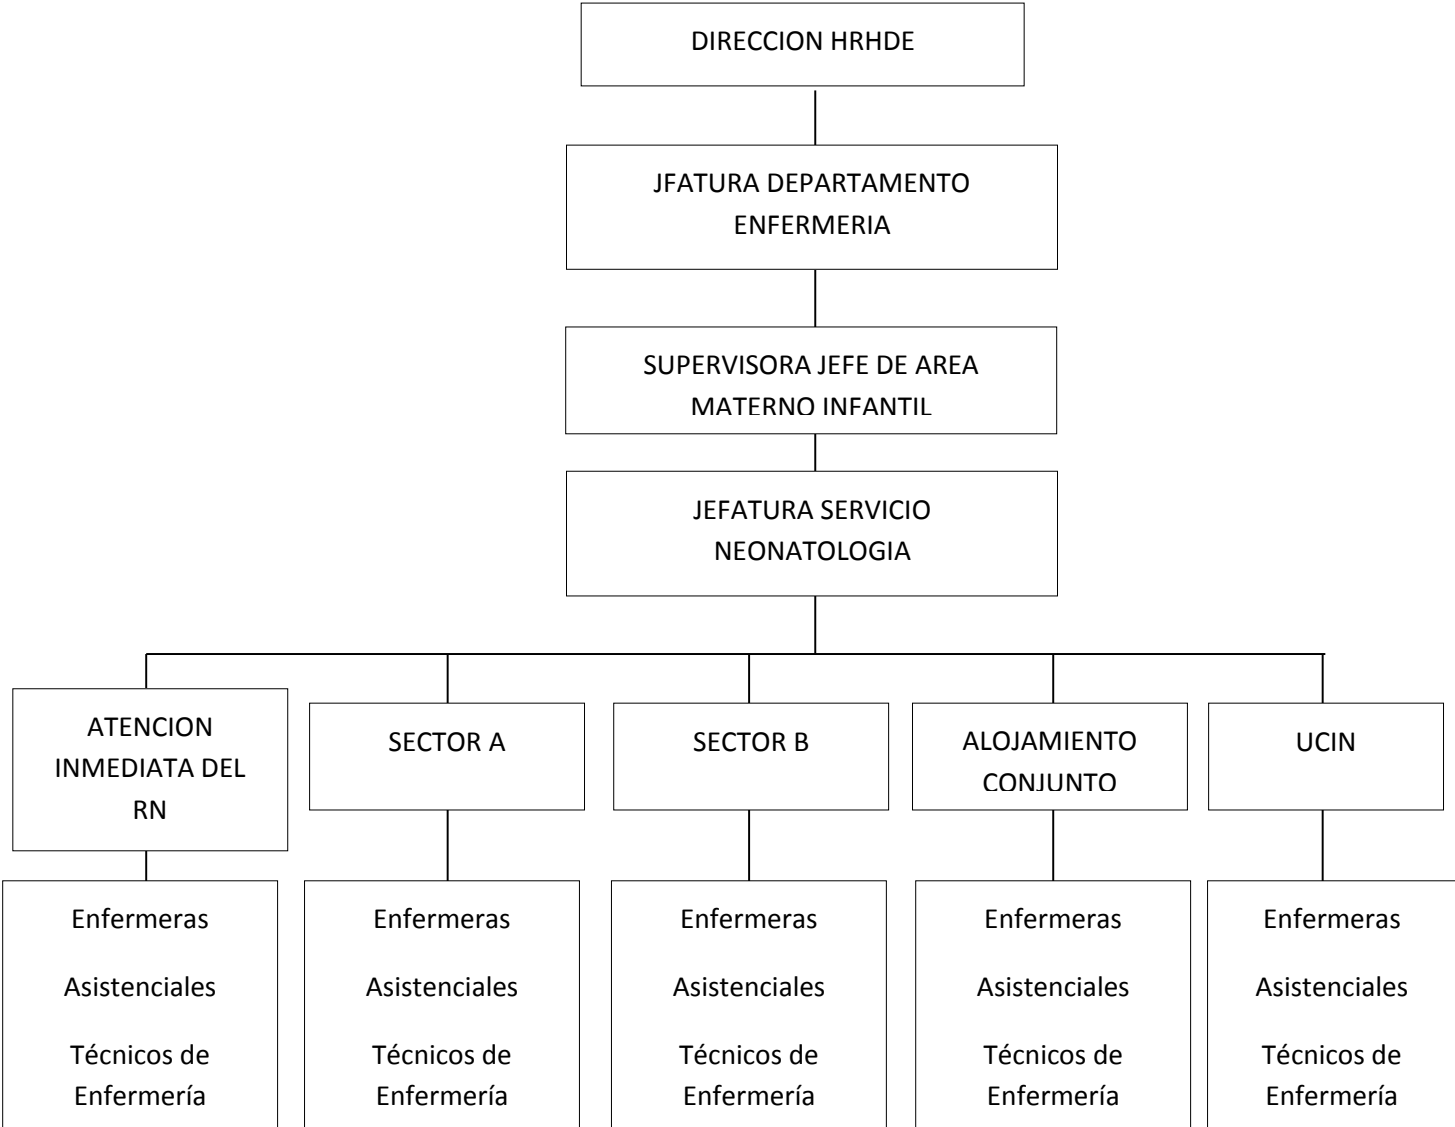 DIRECCION HRHDE
JFATURA DEPARTAMENTO
ENFERMERIA
SUPERVISORA JEFE DE AREA
MATERNO INFANTIL
JEFATURA SERVICIO
NEONATOLOGIA
ATENCION
INMEDIATA DEL
RN
SECTOR A
SECTOR B
ALOJAMIENTO
CONJUNTO
UCIN
Enfermeras
Asistenciales
Técnicos de
Enfermería
Enfermeras
Asistenciales
Técnicos de
Enfermería
Enfermeras
Asistenciales
Técnicos de
Enfermería
Enfermeras
Asistenciales
Técnicos de
Enfermería
Enfermeras
Asistenciales
Técnicos de
Enfermería